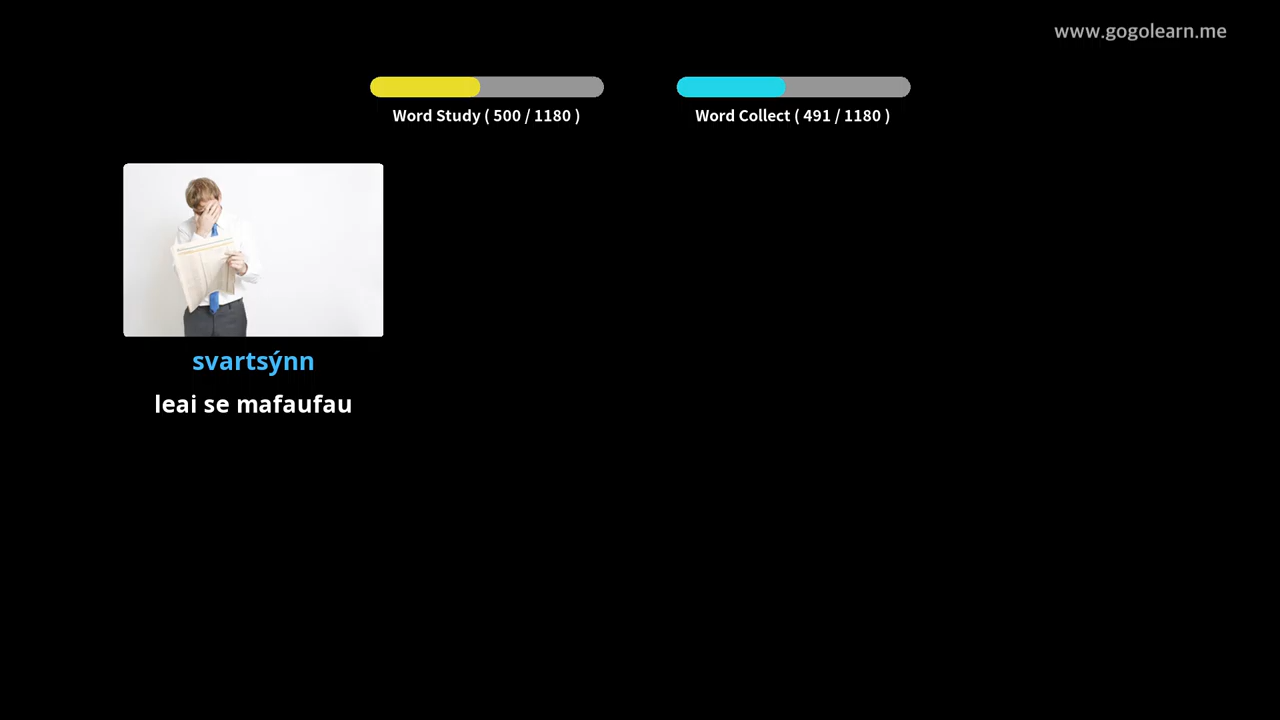 www.gogolearn.me
Word Study ( 500 / 1180 )
Word Collect ( 491 / 1180 )
svartsýnn
leai se mafaufau